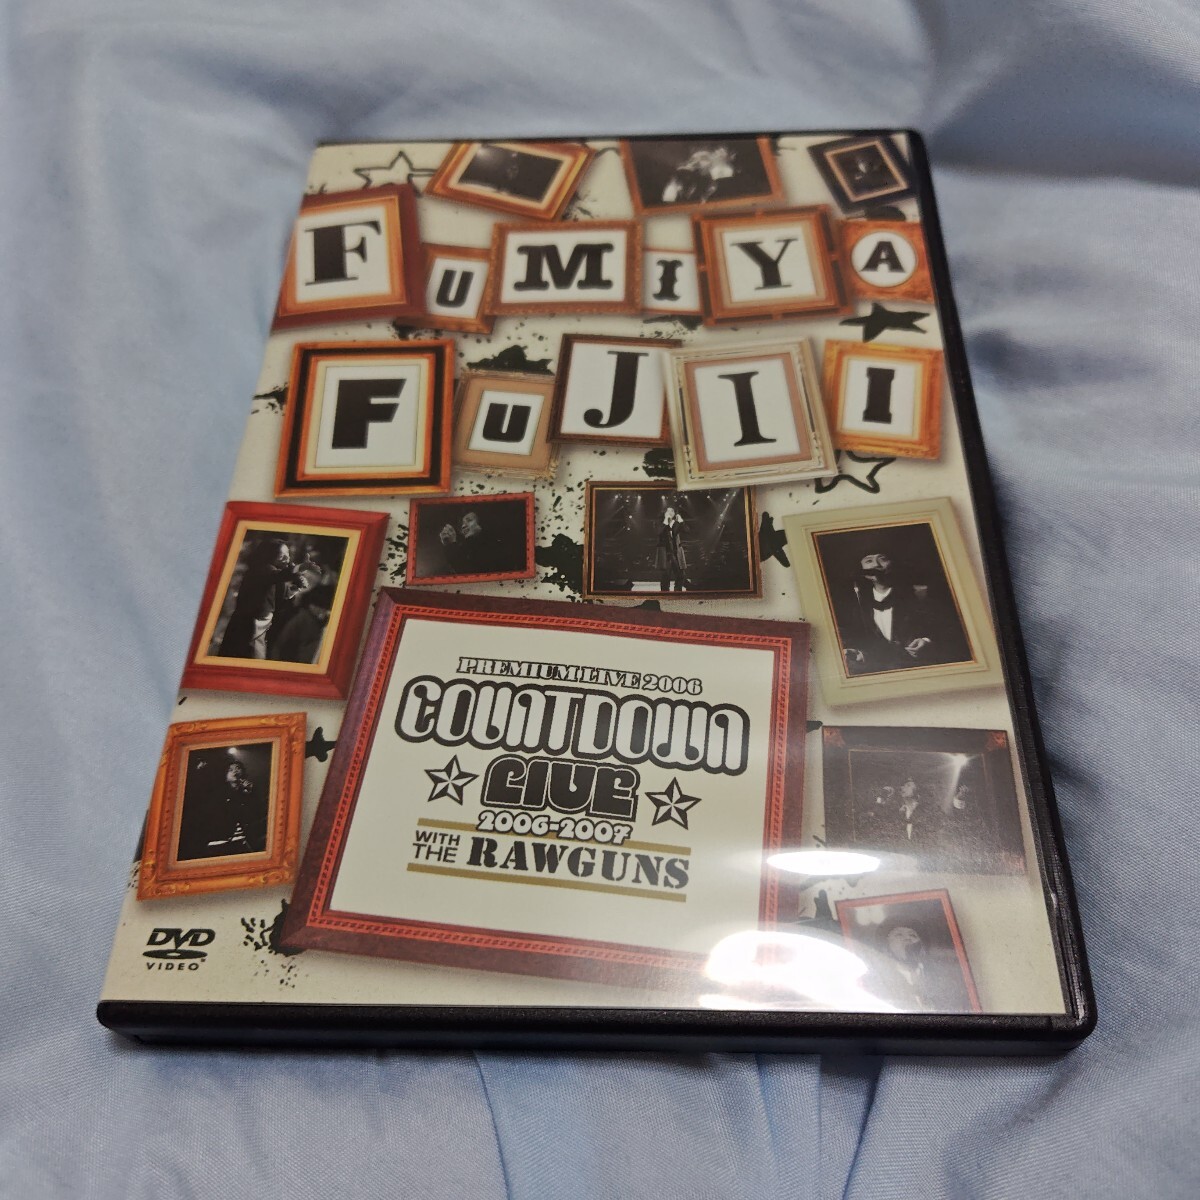 FUMIYA
FUJII
PREMIUM LIVE 2006
COUNTDOWN
LIVE
2006-2007
WITH THE RAWGUNS
DVD
VIDEO